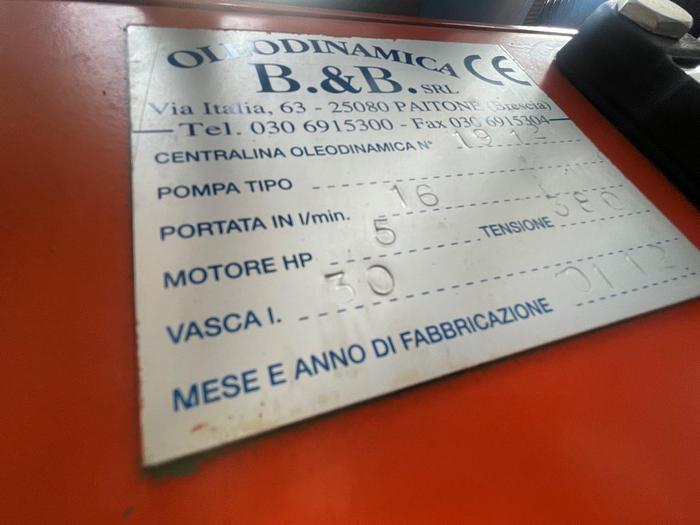 OLEODINAMICA
B.&B. SRL CE
Via Italia, 63 - 25080 PAITONE (Brescia)
Tel. 030 6915300 - Fax 030 6915304
CENTRALINA OLEODINAMICA N°
POMPA TIPO
PORTATA IN l/min. 16
MOTORE HP 5 TENSIONE 380
VASCA l. 30
MESE E ANNO DI FABBRICAZIONE